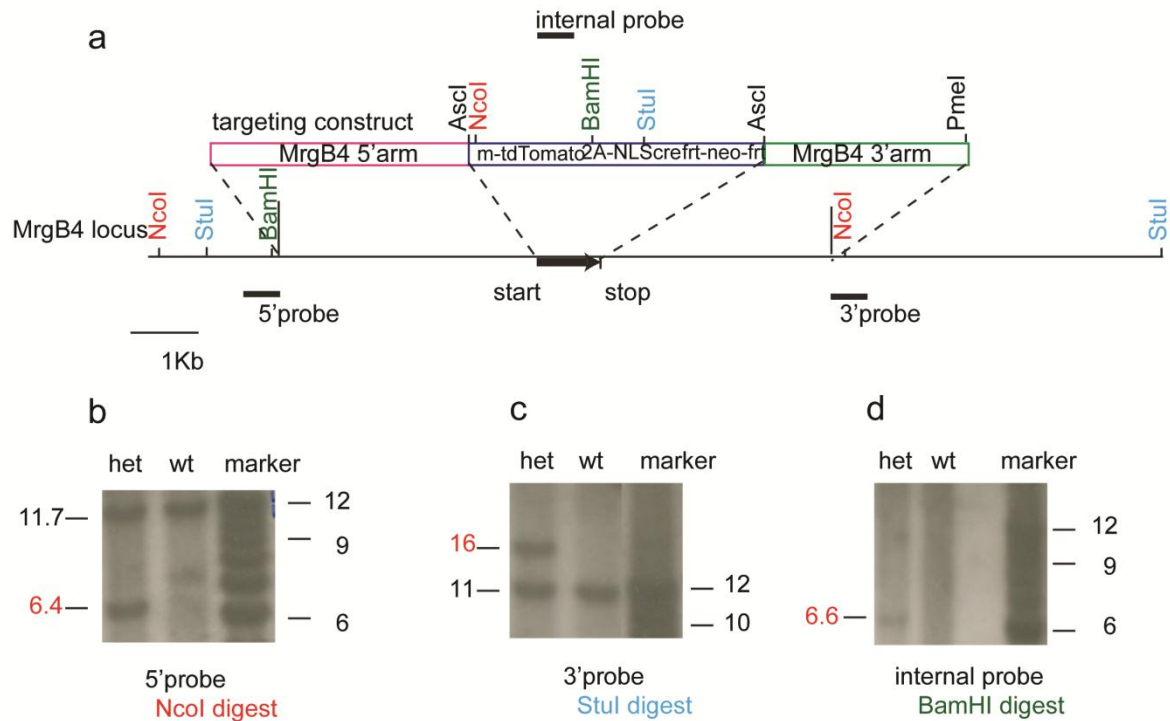 a
internal probe
AscI
NcoI
BamHI
StuI
AscI
PmeI
targeting construct
MrgB4 5'arm
m-tdTomato2A-NLScrefrt-neo-frt
MrgB4 3'arm
MrgB4 locus
NcoI
StuI
BamHI
NcoI
StuI
start
stop
5'probe
3'probe
1Kb
b
het wt marker
11.7
6.4
12
9
6
5'probe
NcoI digest
c
het wt marker
16
11
12
10
3'probe
StuI digest
d
het wt marker
6.6
12
9
6
internal probe
BamHI digest